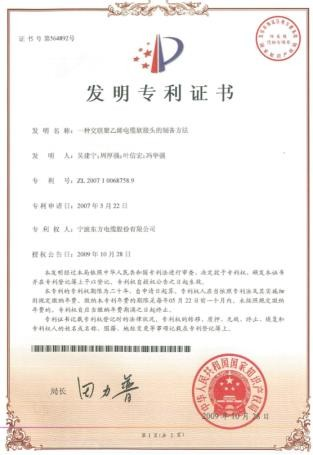 证书号第564892号
发明专利证书
发 明 名 称：一种交联聚乙烯电缆软接头的制备方法
发 明 人：吴建宁;周厚强;叶信宏;冯华强
专 利 号：ZL 2007 1 0068758.9
专利申请日：2007年5月22日
专 利 权 人：宁波东方电缆股份有限公司
授权公告日：2009年10月28日
本发明经过本局依照中华人民共和国专利法进行审查，决定授予专利权，颁发本证书
并在专利登记簿上予以登记。专利权自授权公告之日起生效。
本专利的专利权期限为二十年，自申请日起算。专利权人应当依照专利法及其实施细
则规定缴纳年费。缴纳本专利年费的期限是每年05月22日前一个月内。未按照规定缴纳
年费的，专利权自应当缴纳年费期满之日起终止。
专利证书记载专利权登记时的法律状况。专利权的转移、质押、无效、终止、恢复和
专利权人的姓名或名称、国籍、地址变更等事项记载在专利登记簿上。
局长 田力普
中华人民共和国国家知识产权局
第1页(共1页)